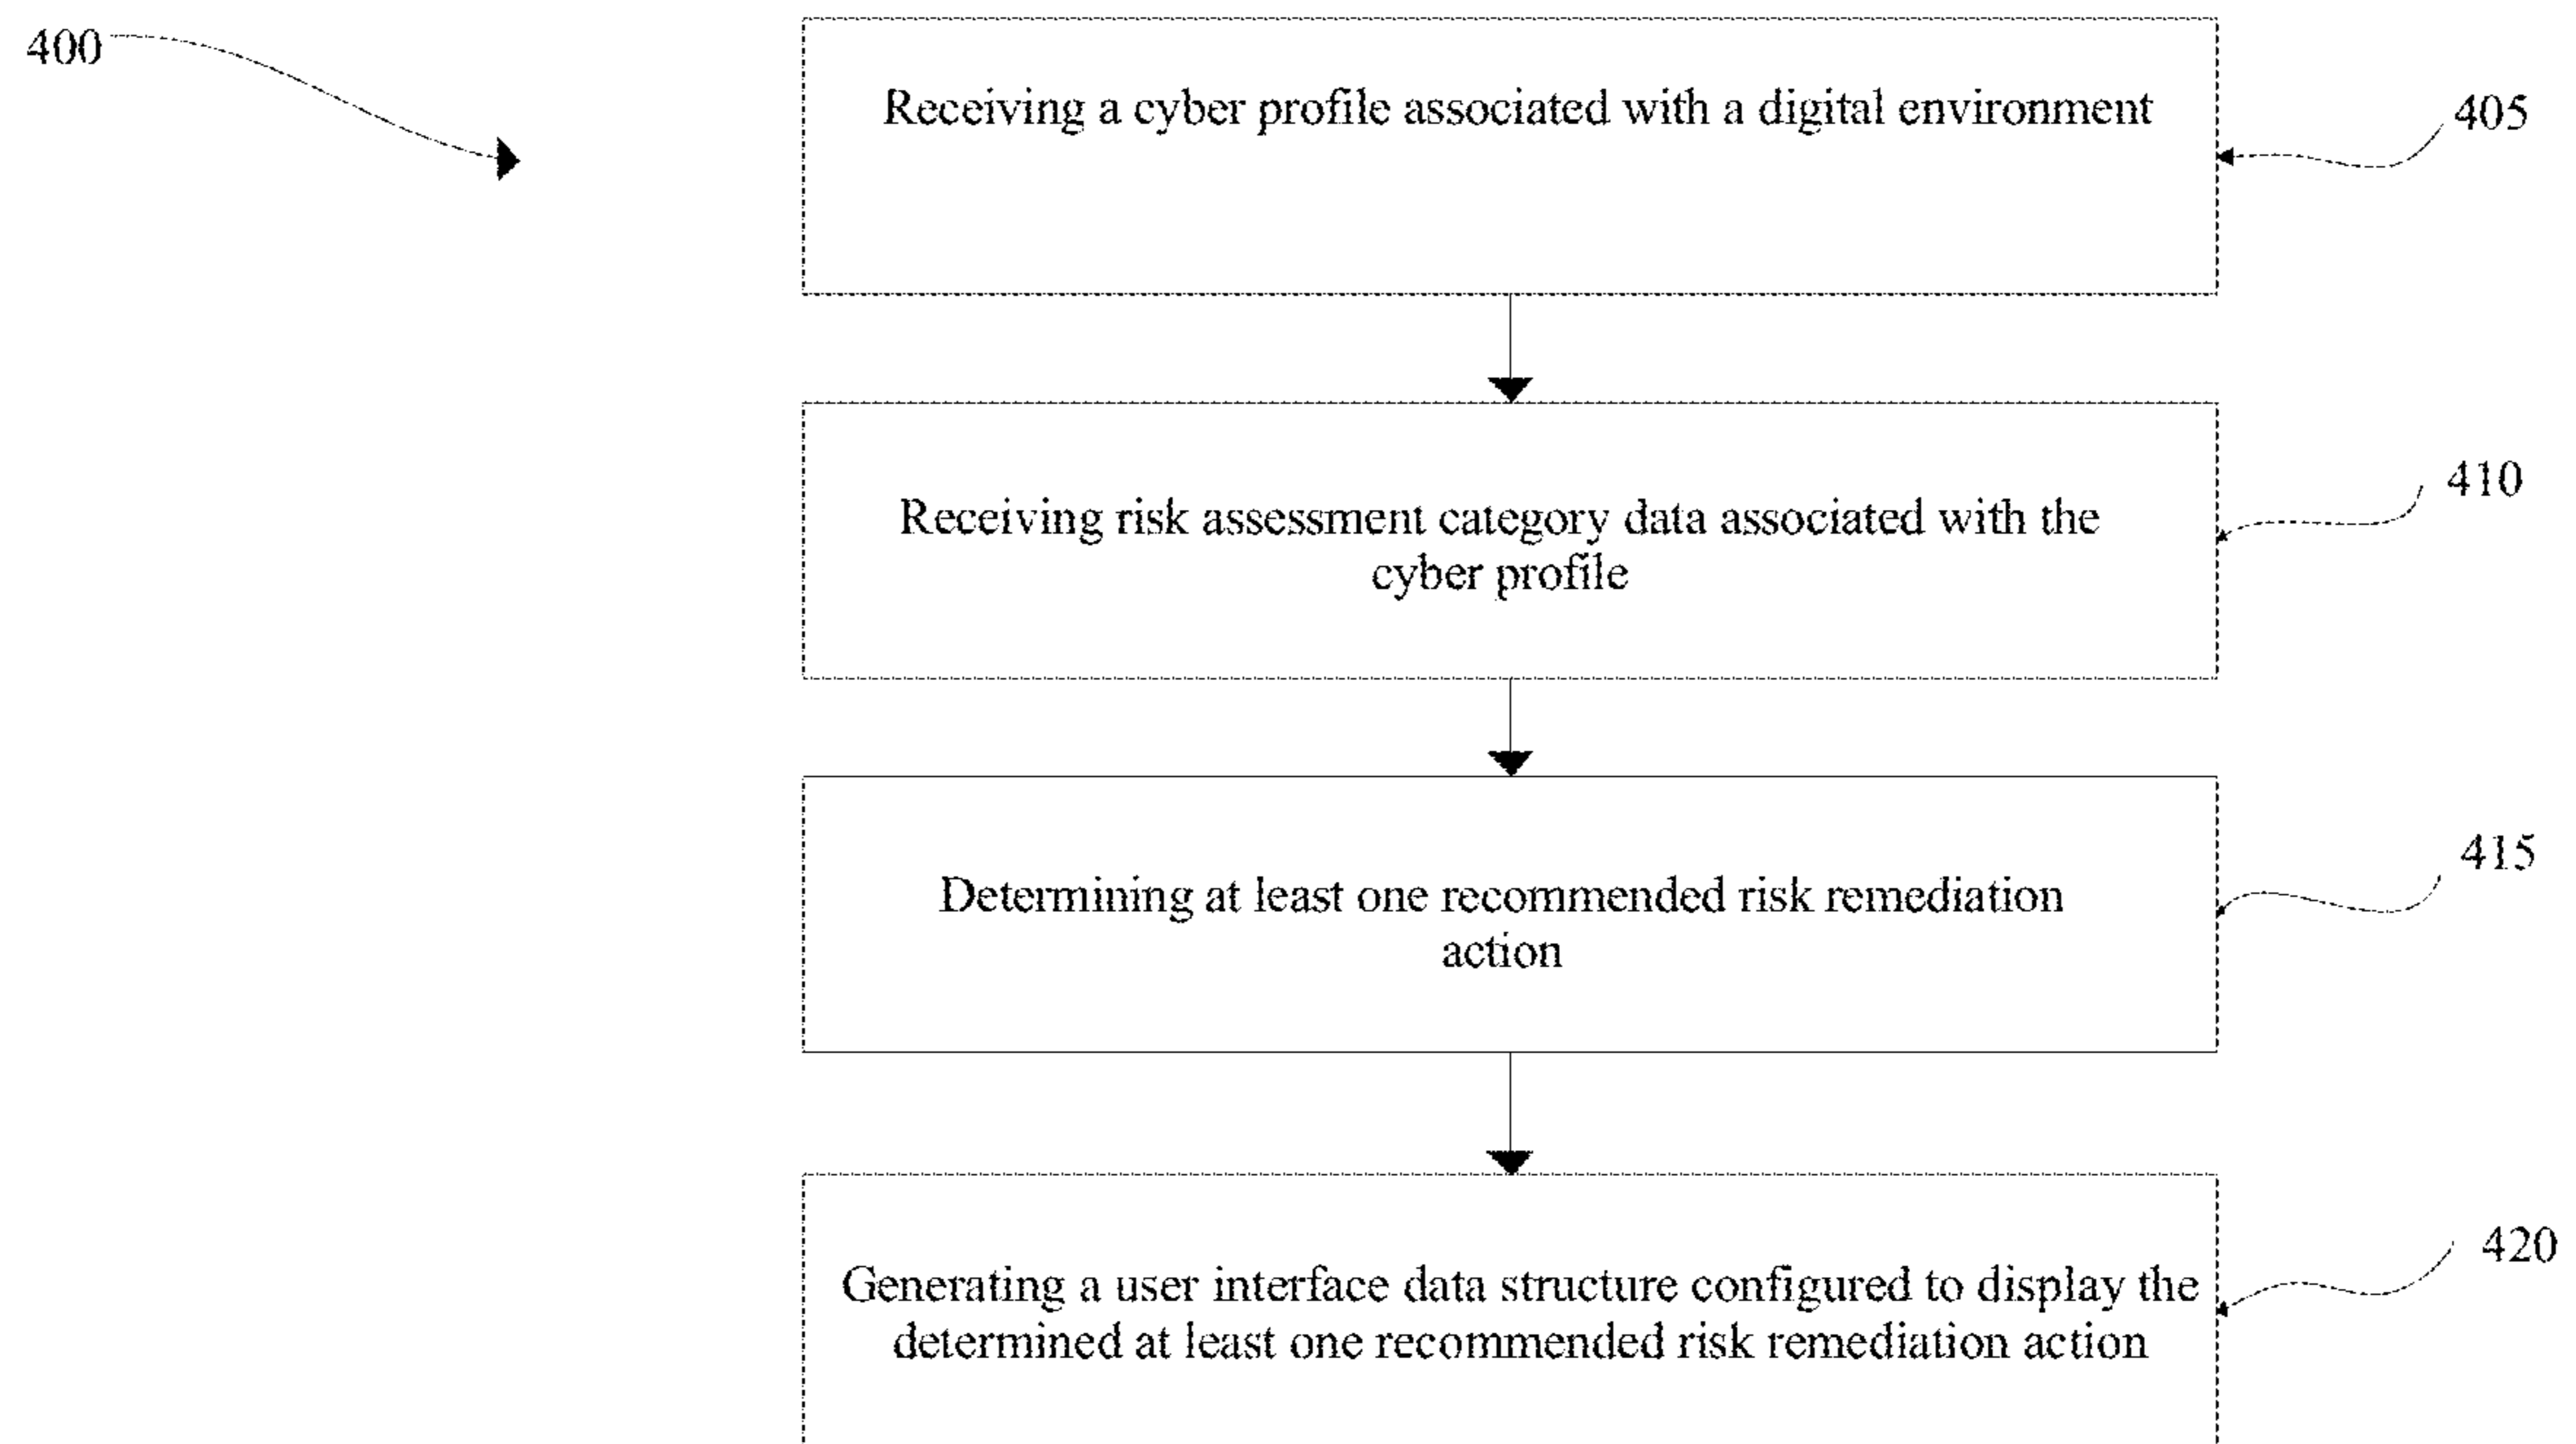 400
Receiving a cyber profile associated with a digital environment
405
Receiving risk assessment category data associated with the
cyber profile
410
Determining at least one recommended risk remediation
action
415
Generating a user interface data structure configured to display the
determined at least one recommended risk remediation action
420